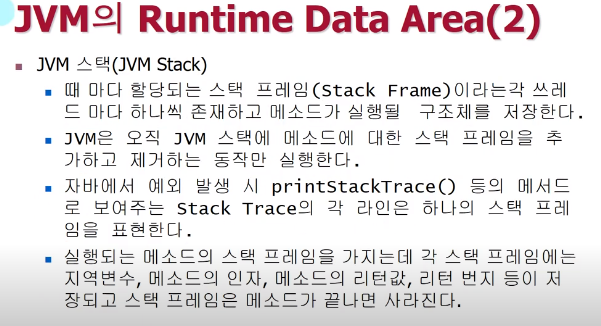 JVM의 Runtime Data Area(2)
JVM 스택(JVM Stack)
때 마다 할당되는 스택 프레임(Stack Frame)이라는각 쓰레
드 마다 하나씩 존재하고 메소드가 실행될 구조체를 저장한다.
JVM은 오직 JVM 스택에 메소드에 대한 스택 프레임을 추
가하고 제거하는 동작만 실행한다.
자바에서 예외 발생 시 printStackTrace() 등의 메서드
로 보여주는 Stack Trace의 각 라인은 하나의 스택 프레
임을 표현한다.
실행되는 메소드의 스택 프레임을 가지는데 각 스택 프레임에는
지역변수, 메소드의 인자, 메소드의 리턴값, 리턴 번지 등이 저
장되고 스택 프레임은 메소드가 끝나면 사라진다.